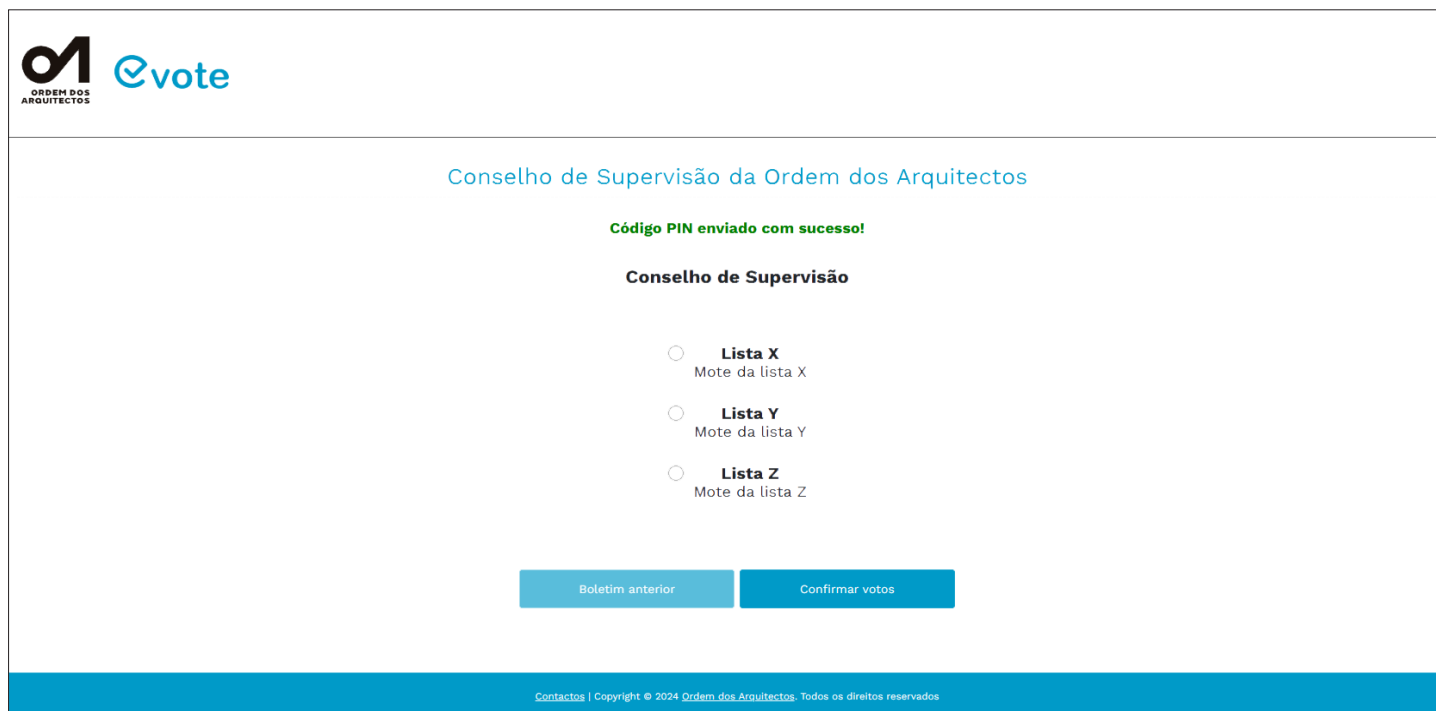 OA
ORDEM DOS
ARQUITECTOS
evote
Conselho de Supervisão da Ordem dos Arquitectos
Código PIN enviado com sucesso!
Conselho de Supervisão
Lista X
Mote da lista X
Lista Y
Mote da lista Y
Lista Z
Mote da lista Z
Boletim anterior
Confirmar votos
Contactos | Copyright © 2024 Ordem dos Arquitectos. Todos os direitos reservados